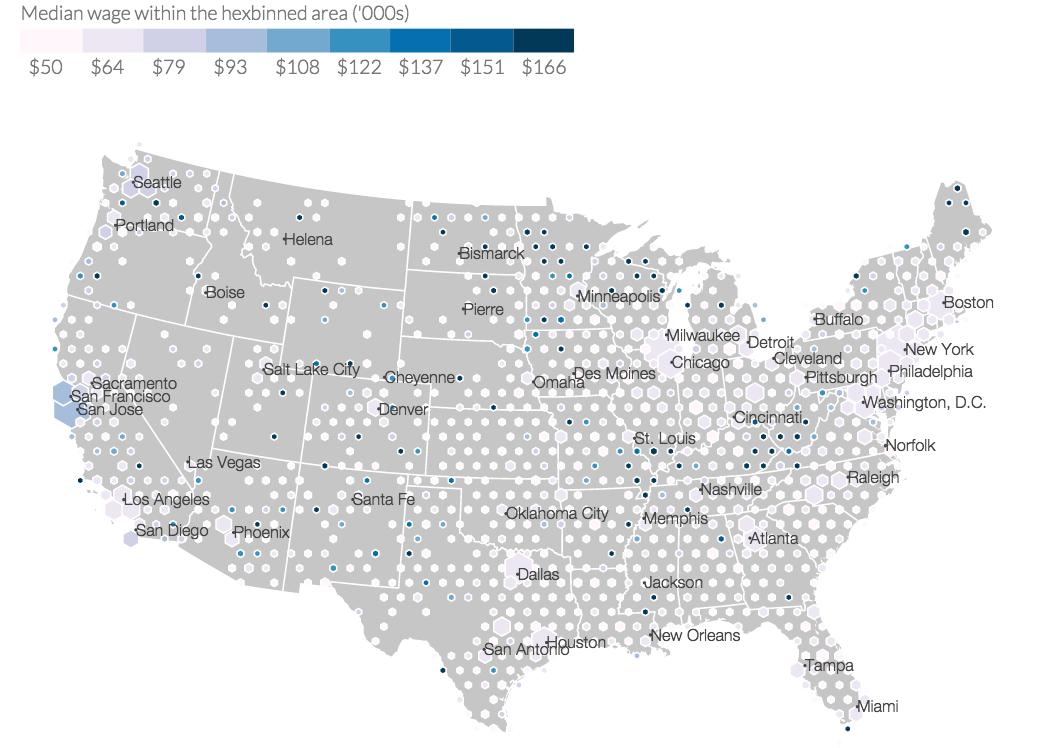 Median wage within the hexbinned area ('000s)
$50 $64 $79 $93 $108 $122 $137 $151 $166
Seattle
Portland
Helena
Bismarck
Boise
Pierre
Minneapolis
Boston
Buffalo
Milwaukee
Detroit
New York
Cleveland
Chicago
Salt Lake City
Cheyenne
Des Moines
Omaha
Pittsburgh
Philadelphia
Sacramento
San Francisco
San Jose
Denver
Washington, D.C.
Cincinnati
St. Louis
Norfolk
Las Vegas
Raleigh
Nashville
Los Angeles
Santa Fe
Oklahoma City
Memphis
San Diego
Phoenix
Atlanta
Dallas
Jackson
New Orleans
Houston
San Antonio
Tampa
Miami